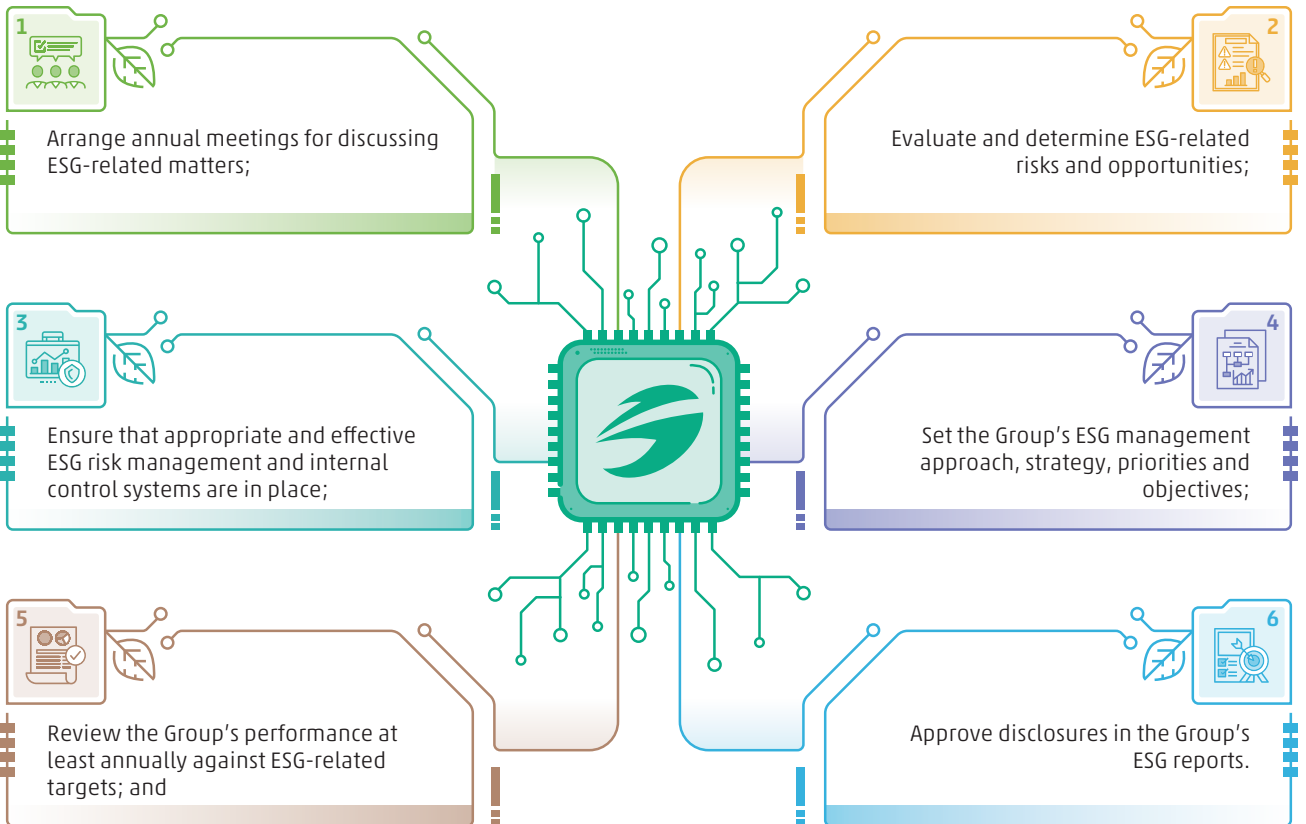 1
Arrange annual meetings for discussing
ESG-related matters;
2
Evaluate and determine ESG-related
risks and opportunities;
3
Ensure that appropriate and effective
ESG risk management and internal
control systems are in place;
4
Set the Group's ESG management
approach, strategy, priorities and
objectives;
5
Review the Group's performance at
least annually against ESG-related
targets; and
6
Approve disclosures in the Group's
ESG reports.